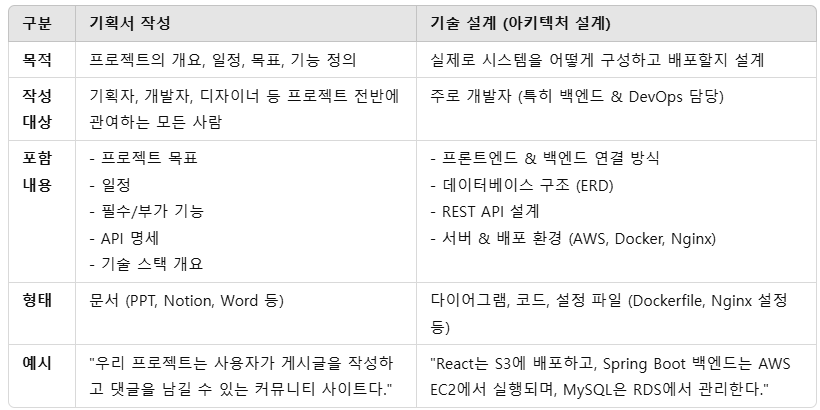 구분 기획서 작성 기술 설계 (아키텍처 설계)
목적 프로젝트의 개요, 일정, 목표, 기능 정의 실제로 시스템을 어떻게 구성하고 배포할지 설계
작성 기획자, 개발자, 디자이너 등 프로젝트 전반에 주로 개발자 (특히 백엔드 & DevOps 담당)
대상 관여하는 모든 사람
포함 - 프로젝트 목표 - 프론트엔드 & 백엔드 연결 방식
내용 - 일정 - 데이터베이스 구조 (ERD)
- 필수/부가 기능 - REST API 설계
- API 명세 - 서버 & 배포 환경 (AWS, Docker, Nginx)
- 기술 스택 개요
형태 문서 (PPT, Notion, Word 등) 다이어그램, 코드, 설정 파일 (Dockerfile, Nginx 설정
등)
예시 "우리 프로젝트는 사용자가 게시글을 작성하 "React는 S3에 배포하고, Spring Boot 백엔드는 AWS
고 댓글을 남길 수 있는 커뮤니티 사이트다." EC2에서 실행되며, MySQL은 RDS에서 관리한다."